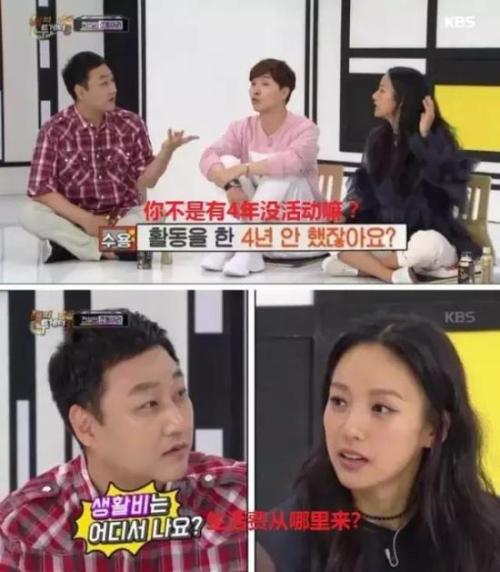 KBS
你不是有4年没活动嘛？
수용
활동을 한 4년 안 했잖아요?
KBS
생활비는
어디서 나요?
生活费从哪里来?